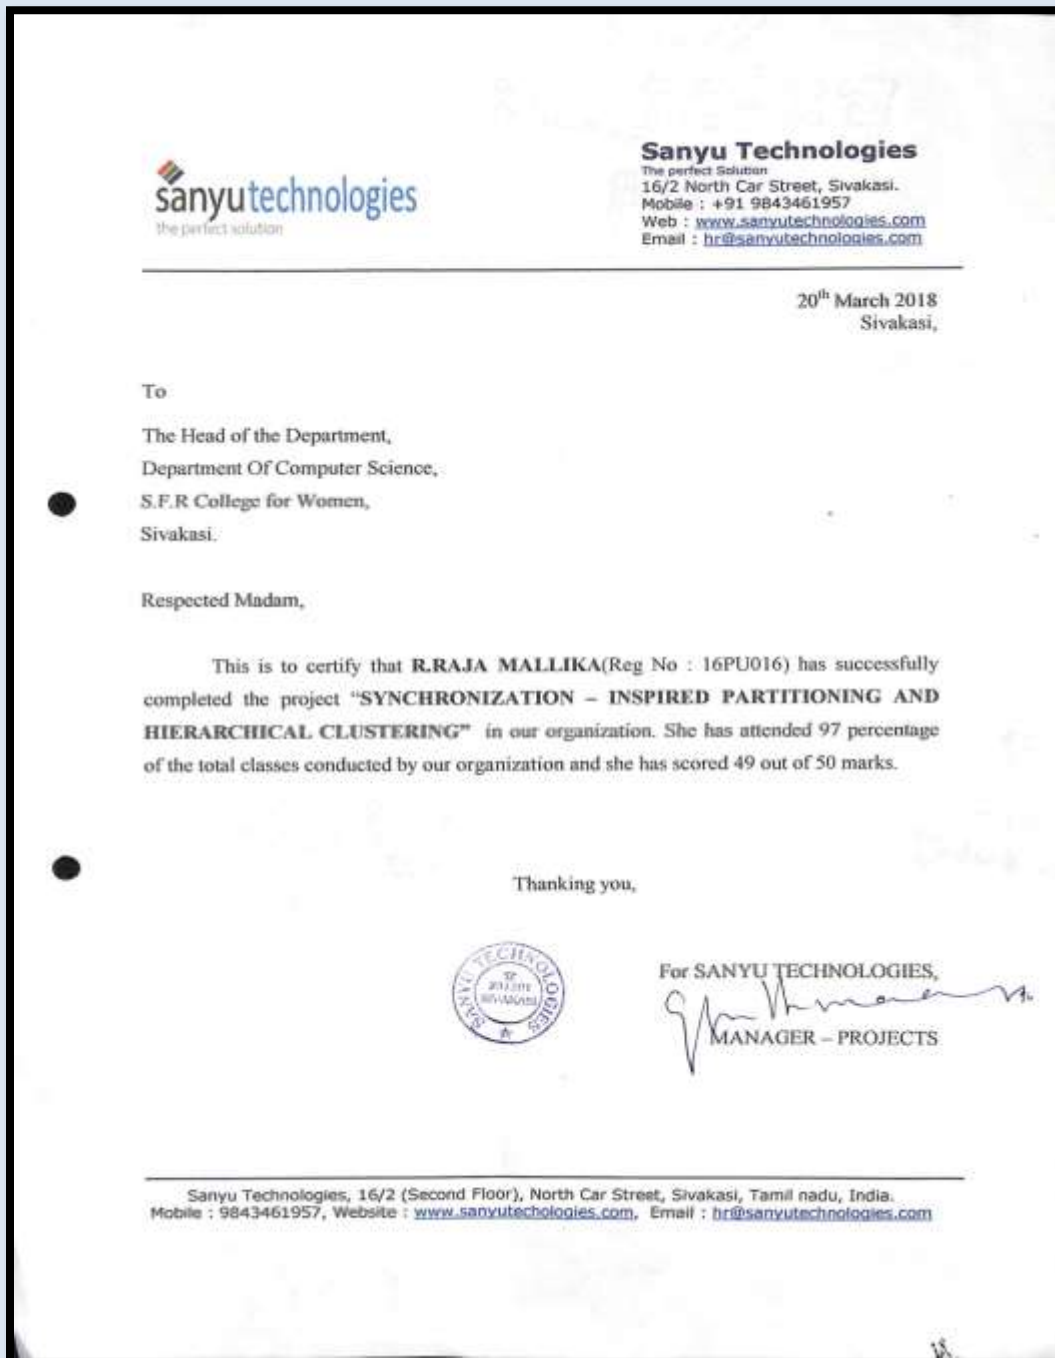 sanyutechnologies
the perfect solution
Sanyu Technologies
The perfect Solution
16/2 North Car Street, Sivakasi.
Mobile : +91 9843461957
Web : www.sanyutechnologies.com
Email : hr@sanyutechnologies.com
20th March 2018
Sivakasi,
To
The Head of the Department,
Department Of Computer Science,
S.F.R College for Women,
Sivakasi.
Respected Madam,
This is to certify that R.RAJA MALLIKA(Reg No : 16PU016) has successfully
completed the project “SYNCHRONIZATION – INSPIRED PARTITIONING AND
HIERARCHICAL CLUSTERING” in our organization. She has attended 97 percentage
of the total classes conducted by our organization and she has scored 49 out of 50 marks.
Thanking you,
SANYU TECHNOLOGIES
For SANYU TECHNOLOGIES,
MANAGER – PROJECTS
Sanyu Technologies, 16/2 (Second Floor), North Car Street, Sivakasi, Tamil nadu, India.
Mobile : 9843461957, Website : www.sanyutechologies.com, Email : hr@sanyutechnologies.com